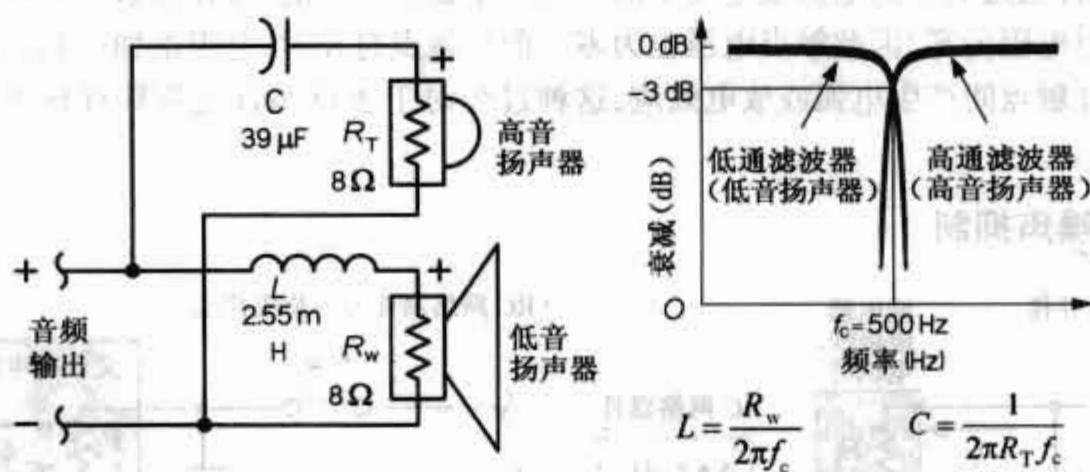 C
39 μF
+
R_T
8Ω
高音
扬声器
+
音频
输出
−
L
2.55 m
H
+
R_w
8Ω
低音
扬声器
0 dB
−3 dB
衰减(dB)
低通滤波器
(低音扬声器)
高通滤波器
(高音扬声器)
O
f_c=500 Hz
频率(Hz)
L = R_w / 2πf_c
C = 1 / 2πR_T f_c